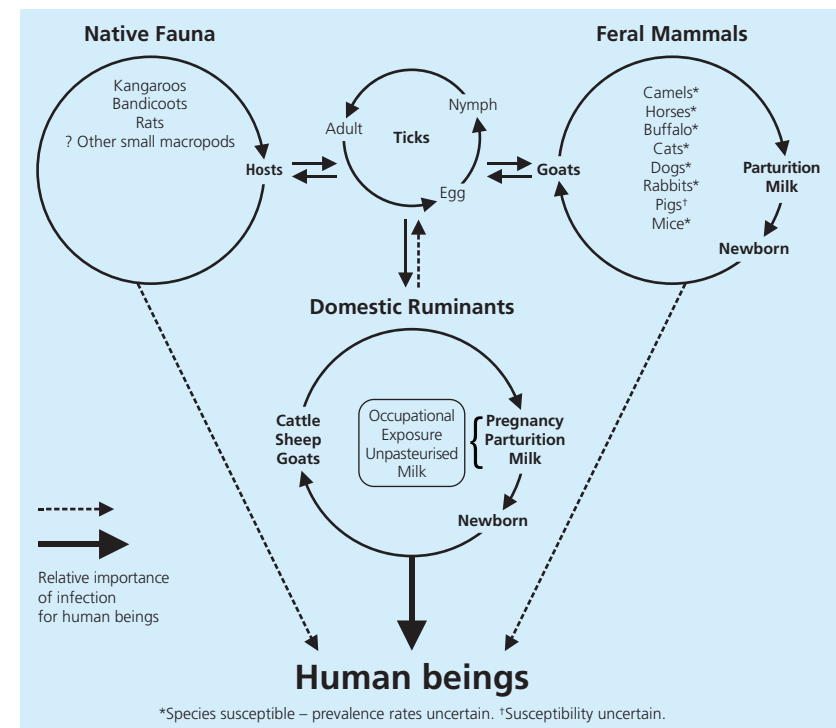 Native Fauna
Kangaroos
Bandicoots
Rats
? Other small macropods
Hosts
Ticks
Adult
Nymph
Egg
Feral Mammals
Goats
Camels*
Horses*
Buffalo*
Cats*
Dogs*
Rabbits*
Pigs†
Mice*
Parturition
Milk
Newborn
Domestic Ruminants
Cattle
Sheep
Goats
Occupational
Exposure
Unpasteurised
Milk
Pregnancy
Parturition
Milk
Newborn
Relative importance
of infection
for human beings
Human beings
*Species susceptible – prevalence rates uncertain. †Susceptibility uncertain.